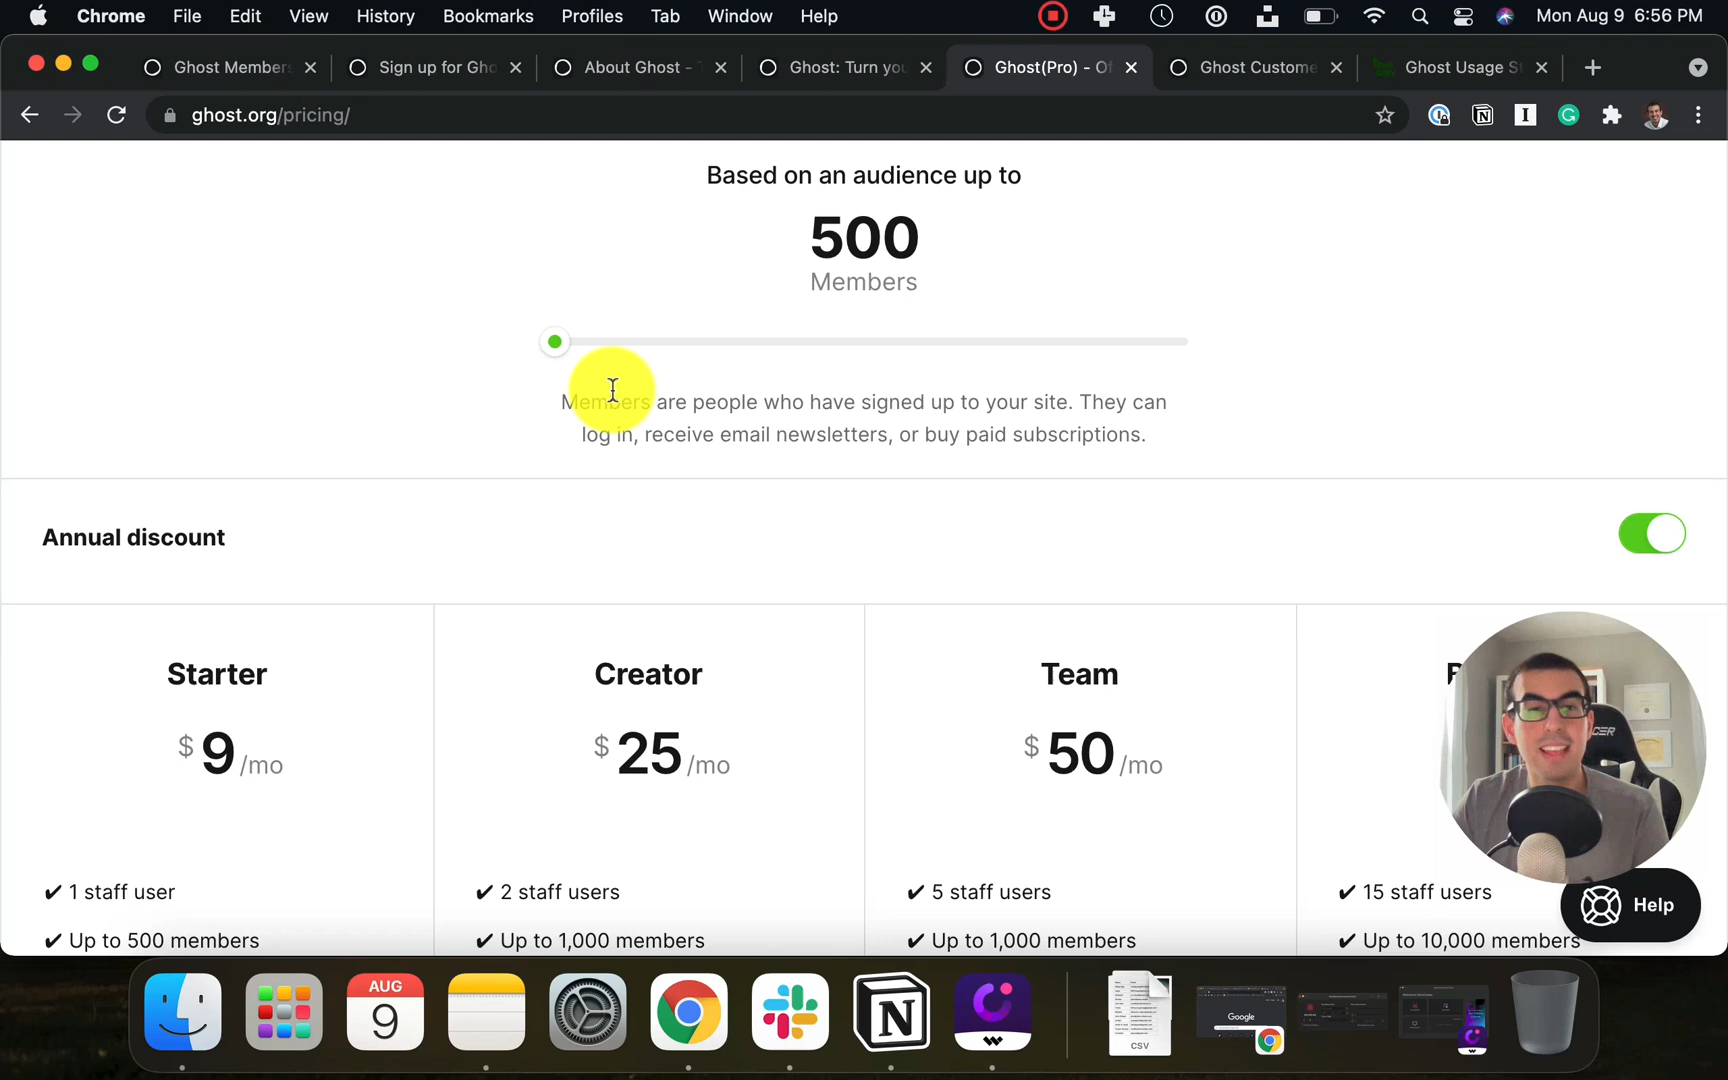 Chrome File Edit View History Bookmarks Profiles Tab Window Help Mon Aug 9 6:56 PM
Ghost Member Sign up for Gho About Ghost - Ghost: Turn you Ghost(Pro) - Of Ghost Custome Ghost Usage S
ghost.org/pricing/
Based on an audience up to
500
Members
Members are people who have signed up to your site. They can
log in, receive email newsletters, or buy paid subscriptions.
Annual discount
Starter Creator Team
$9/mo $25/mo $50/mo
✔ 1 staff user ✔ 2 staff users ✔ 5 staff users ✔ 15 staff users
Help
✔ Up to 500 members ✔ Up to 1,000 members ✔ Up to 1,000 members ✔ Up to 10,000 members
AUG
9
Google
CSV